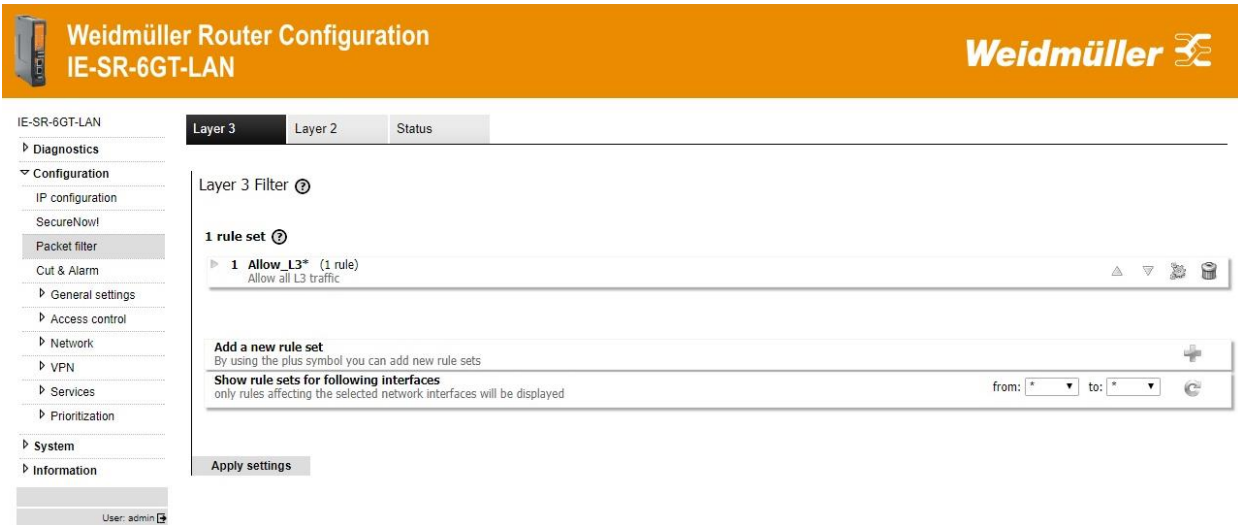 Weidmüller Router Configuration
IE-SR-6GT-LAN
Weidmüller
IE-SR-6GT-LAN
Diagnostics
Configuration
IP configuration
SecureNow!
Packet filter
Cut & Alarm
General settings
Access control
Network
VPN
Services
Prioritization
System
Information
User: admin
Layer 3 Layer 2 Status
Layer 3 Filter ?
1 rule set ?
1 Allow_L3* (1 rule)
Allow all L3 traffic
Add a new rule set
By using the plus symbol you can add new rule sets
Show rule sets for following interfaces
only rules affecting the selected network interfaces will be displayed
from: * to: *
Apply settings